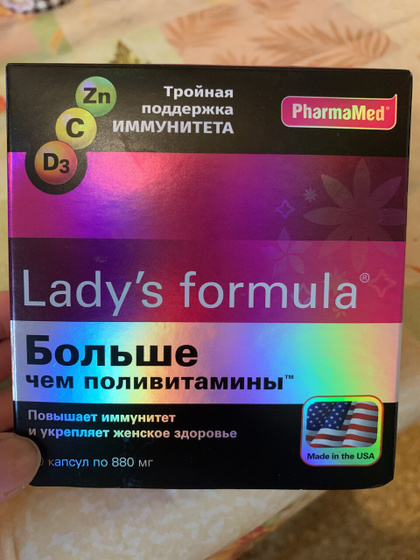 Zn
C
D3
Тройная
поддержка
ИММУНИТЕТА
PharmaMed®
Lady's formula®
Больше
чем поливитамины™
Повышает иммунитет
и укрепляет женское здоровье
капсул по 880 мг
Made in the USA